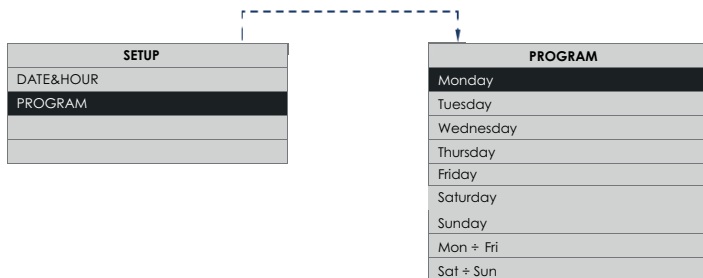 SETUP
DATE&HOUR
PROGRAM
PROGRAM
Monday
Tuesday
Wednesday
Thursday
Friday
Saturday
Sunday
Mon ÷ Fri
Sat ÷ Sun